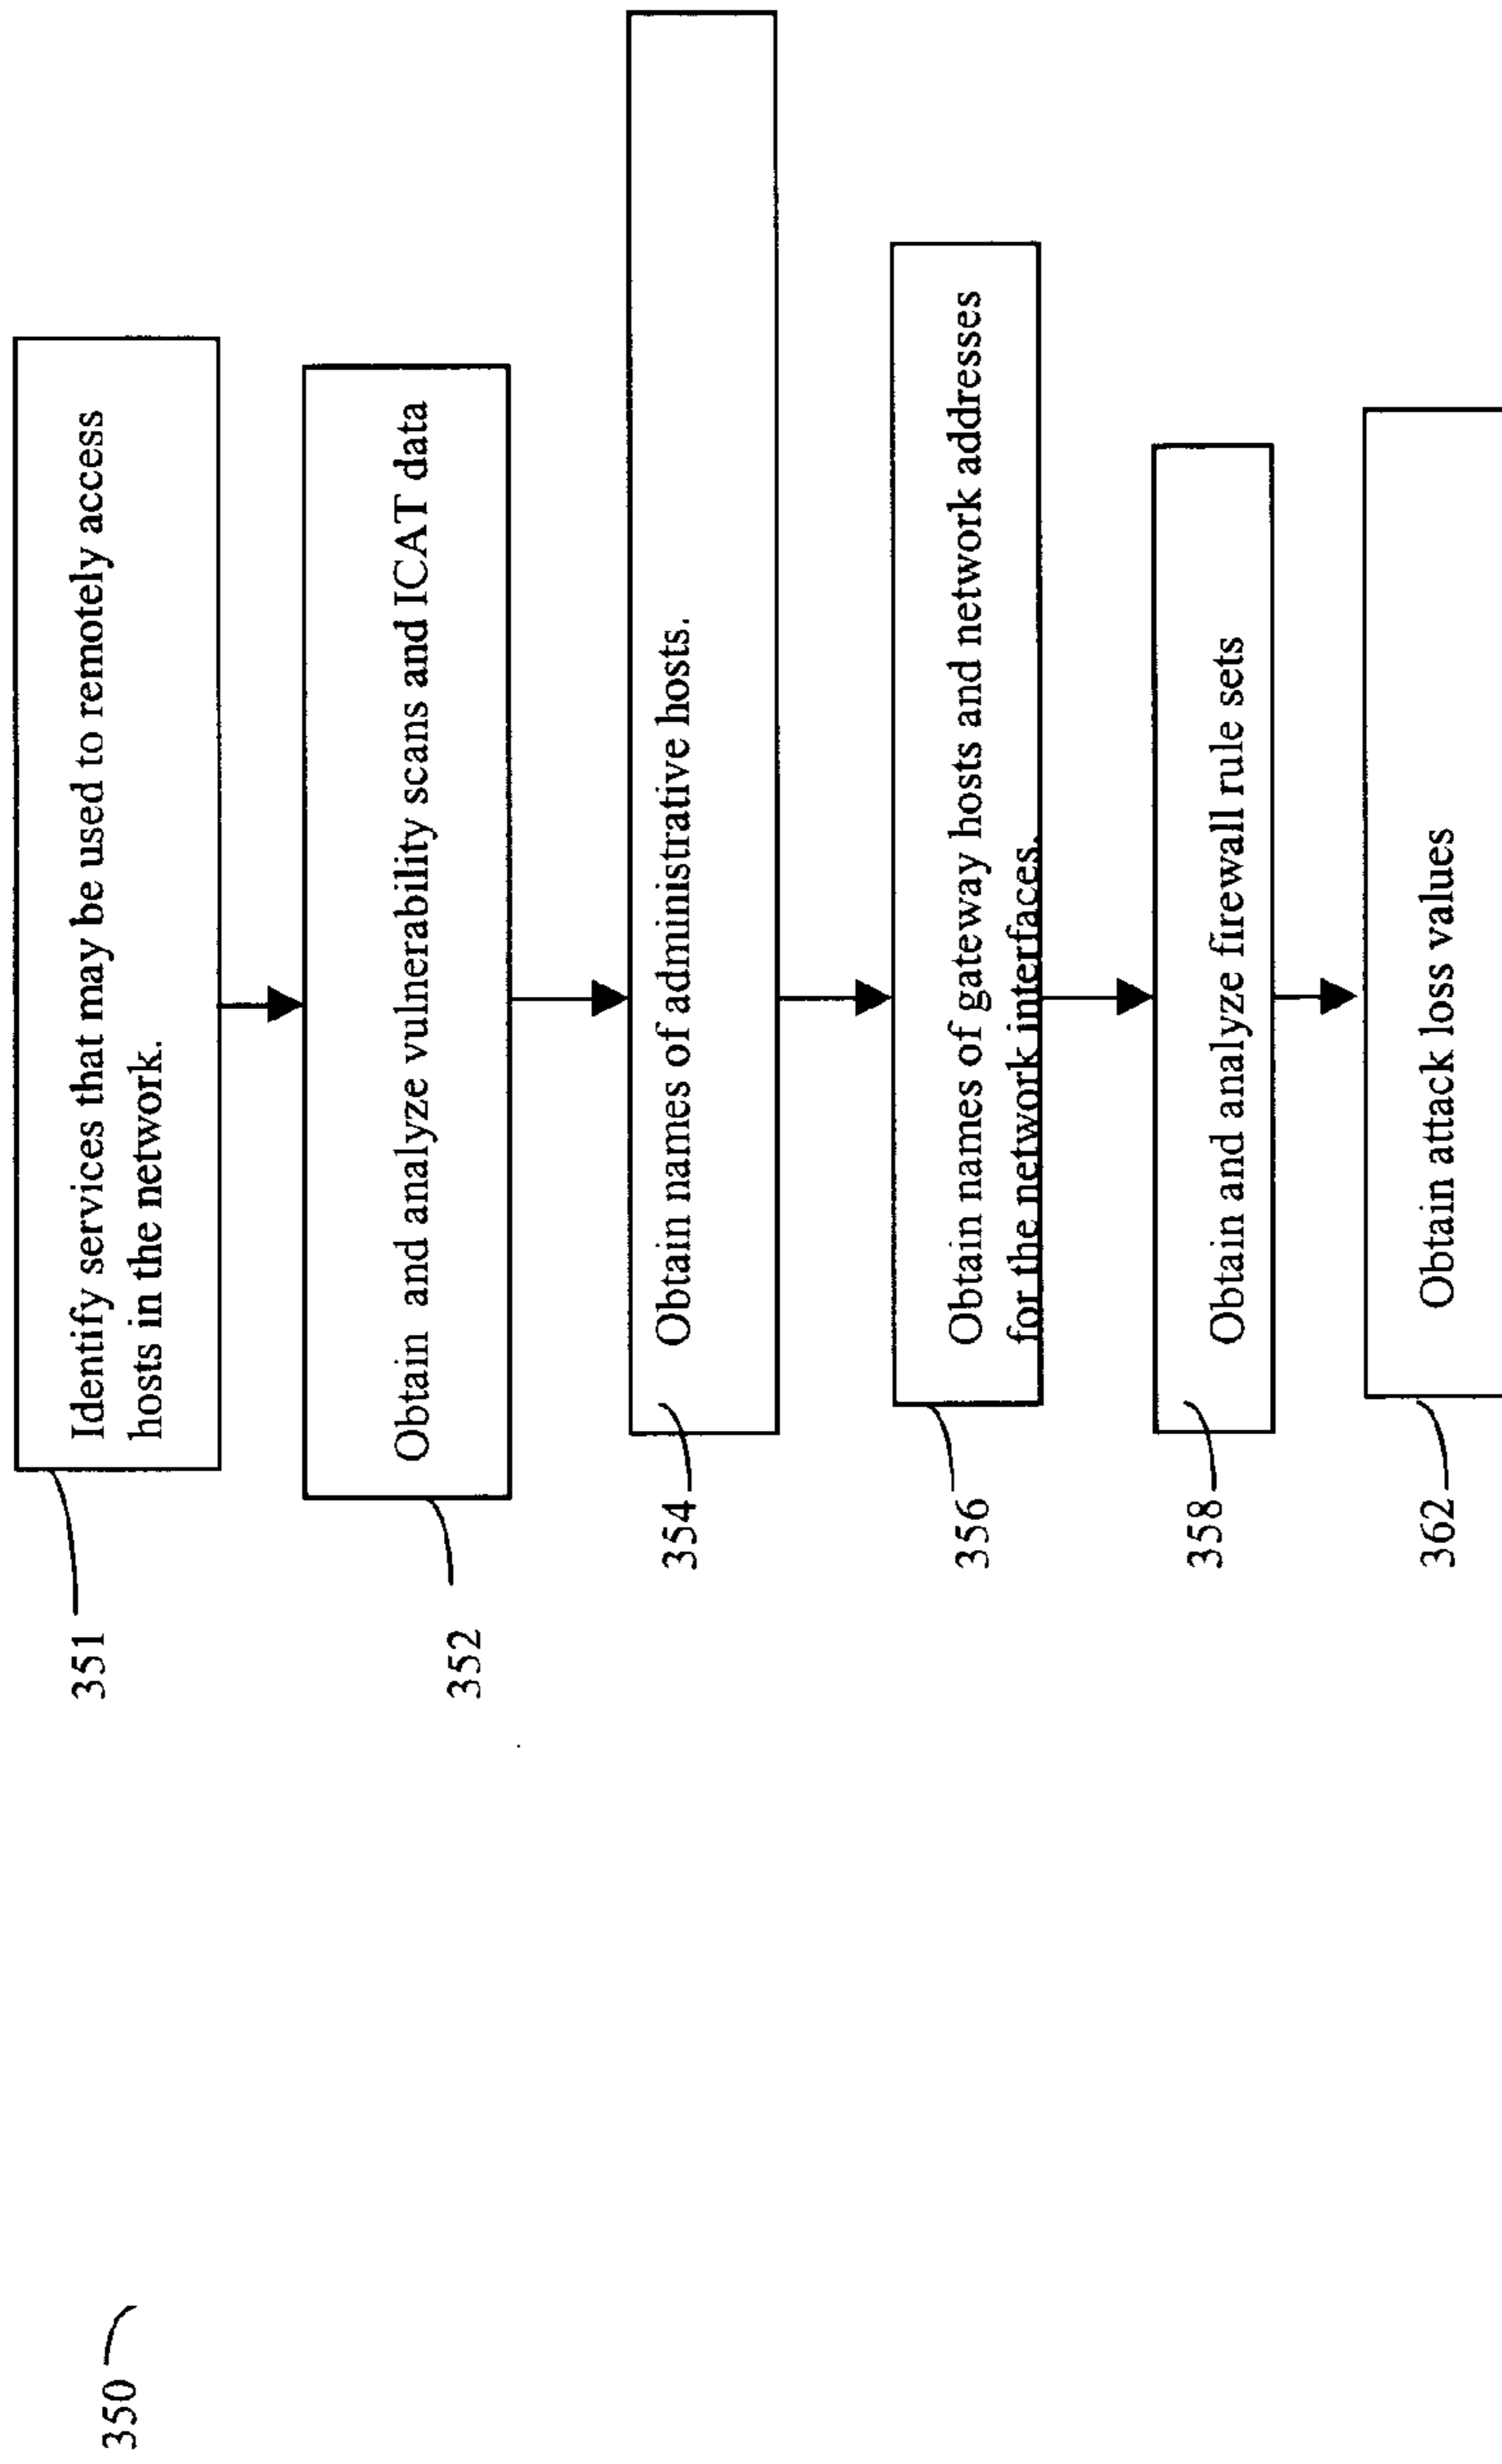 350
351
Identify services that may be used to remotely access
hosts in the network.
352
Obtain and analyze vulnerability scans and ICAT data
354
Obtain names of administrative hosts.
356
Obtain names of gateway hosts and network addresses
for the network interfaces.
358
Obtain and analyze firewall rule sets
362
Obtain attack loss values